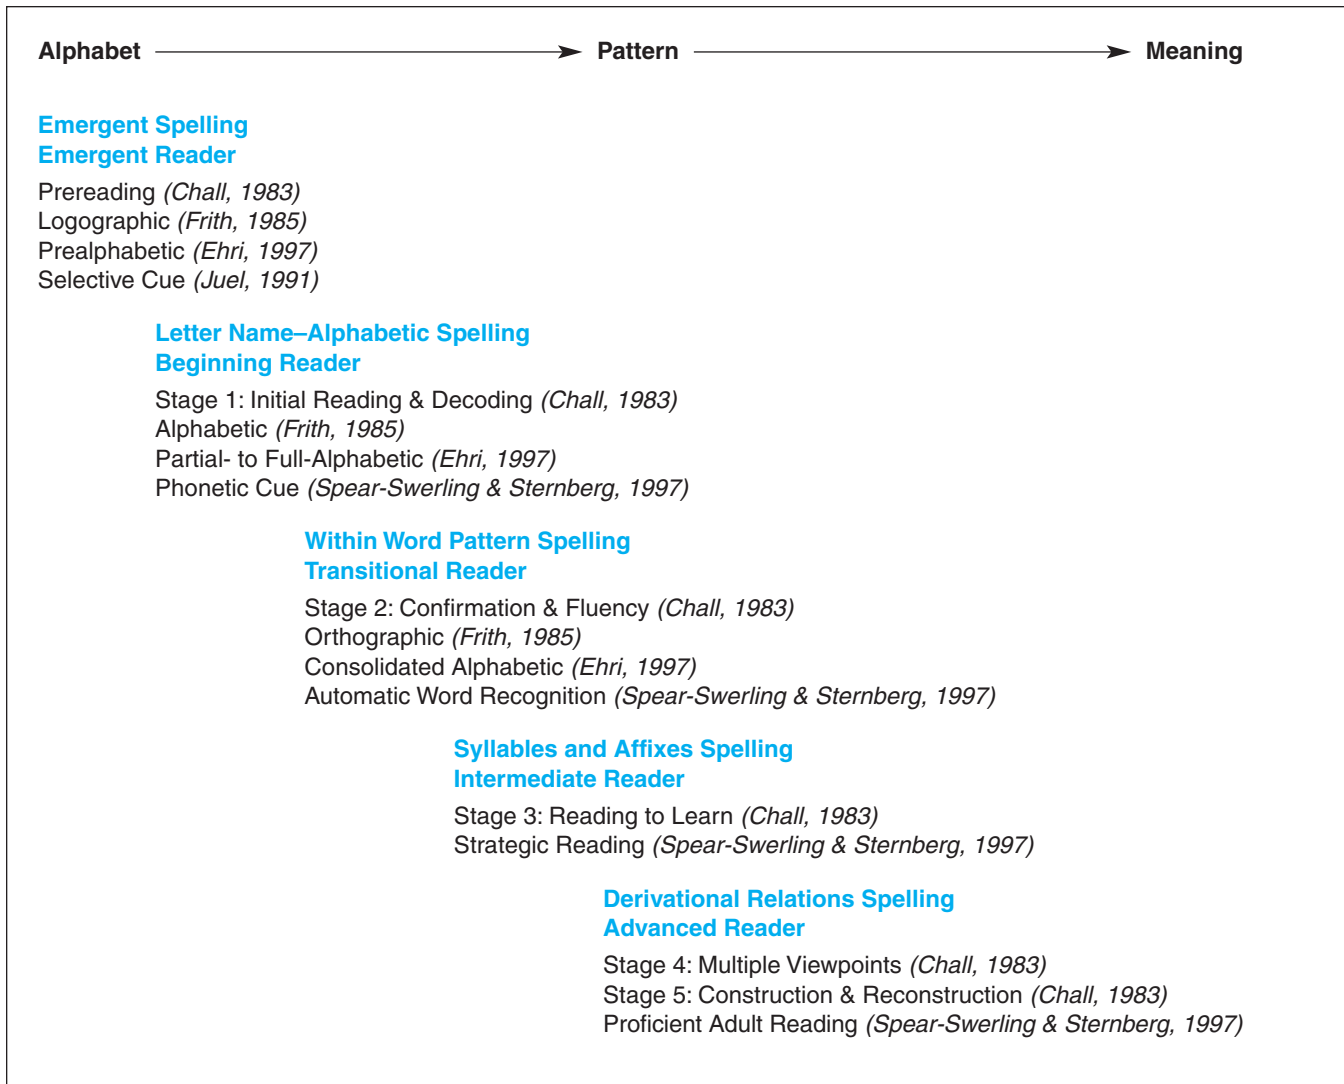 Alphabet Pattern Meaning
Emergent Spelling
Emergent Reader
Prereading (Chall, 1983)
Logographic (Frith, 1985)
Prealphabetic (Ehri, 1997)
Selective Cue (Juel, 1991)
Letter Name–Alphabetic Spelling
Beginning Reader
Stage 1: Initial Reading & Decoding (Chall, 1983)
Alphabetic (Frith, 1985)
Partial- to Full-Alphabetic (Ehri, 1997)
Phonetic Cue (Spear-Swerling & Sternberg, 1997)
Within Word Pattern Spelling
Transitional Reader
Stage 2: Confirmation & Fluency (Chall, 1983)
Orthographic (Frith, 1985)
Consolidated Alphabetic (Ehri, 1997)
Automatic Word Recognition (Spear-Swerling & Sternberg, 1997)
Syllables and Affixes Spelling
Intermediate Reader
Stage 3: Reading to Learn (Chall, 1983)
Strategic Reading (Spear-Swerling & Sternberg, 1997)
Derivational Relations Spelling
Advanced Reader
Stage 4: Multiple Viewpoints (Chall, 1983)
Stage 5: Construction & Reconstruction (Chall, 1983)
Proficient Adult Reading (Spear-Swerling & Sternberg, 1997)